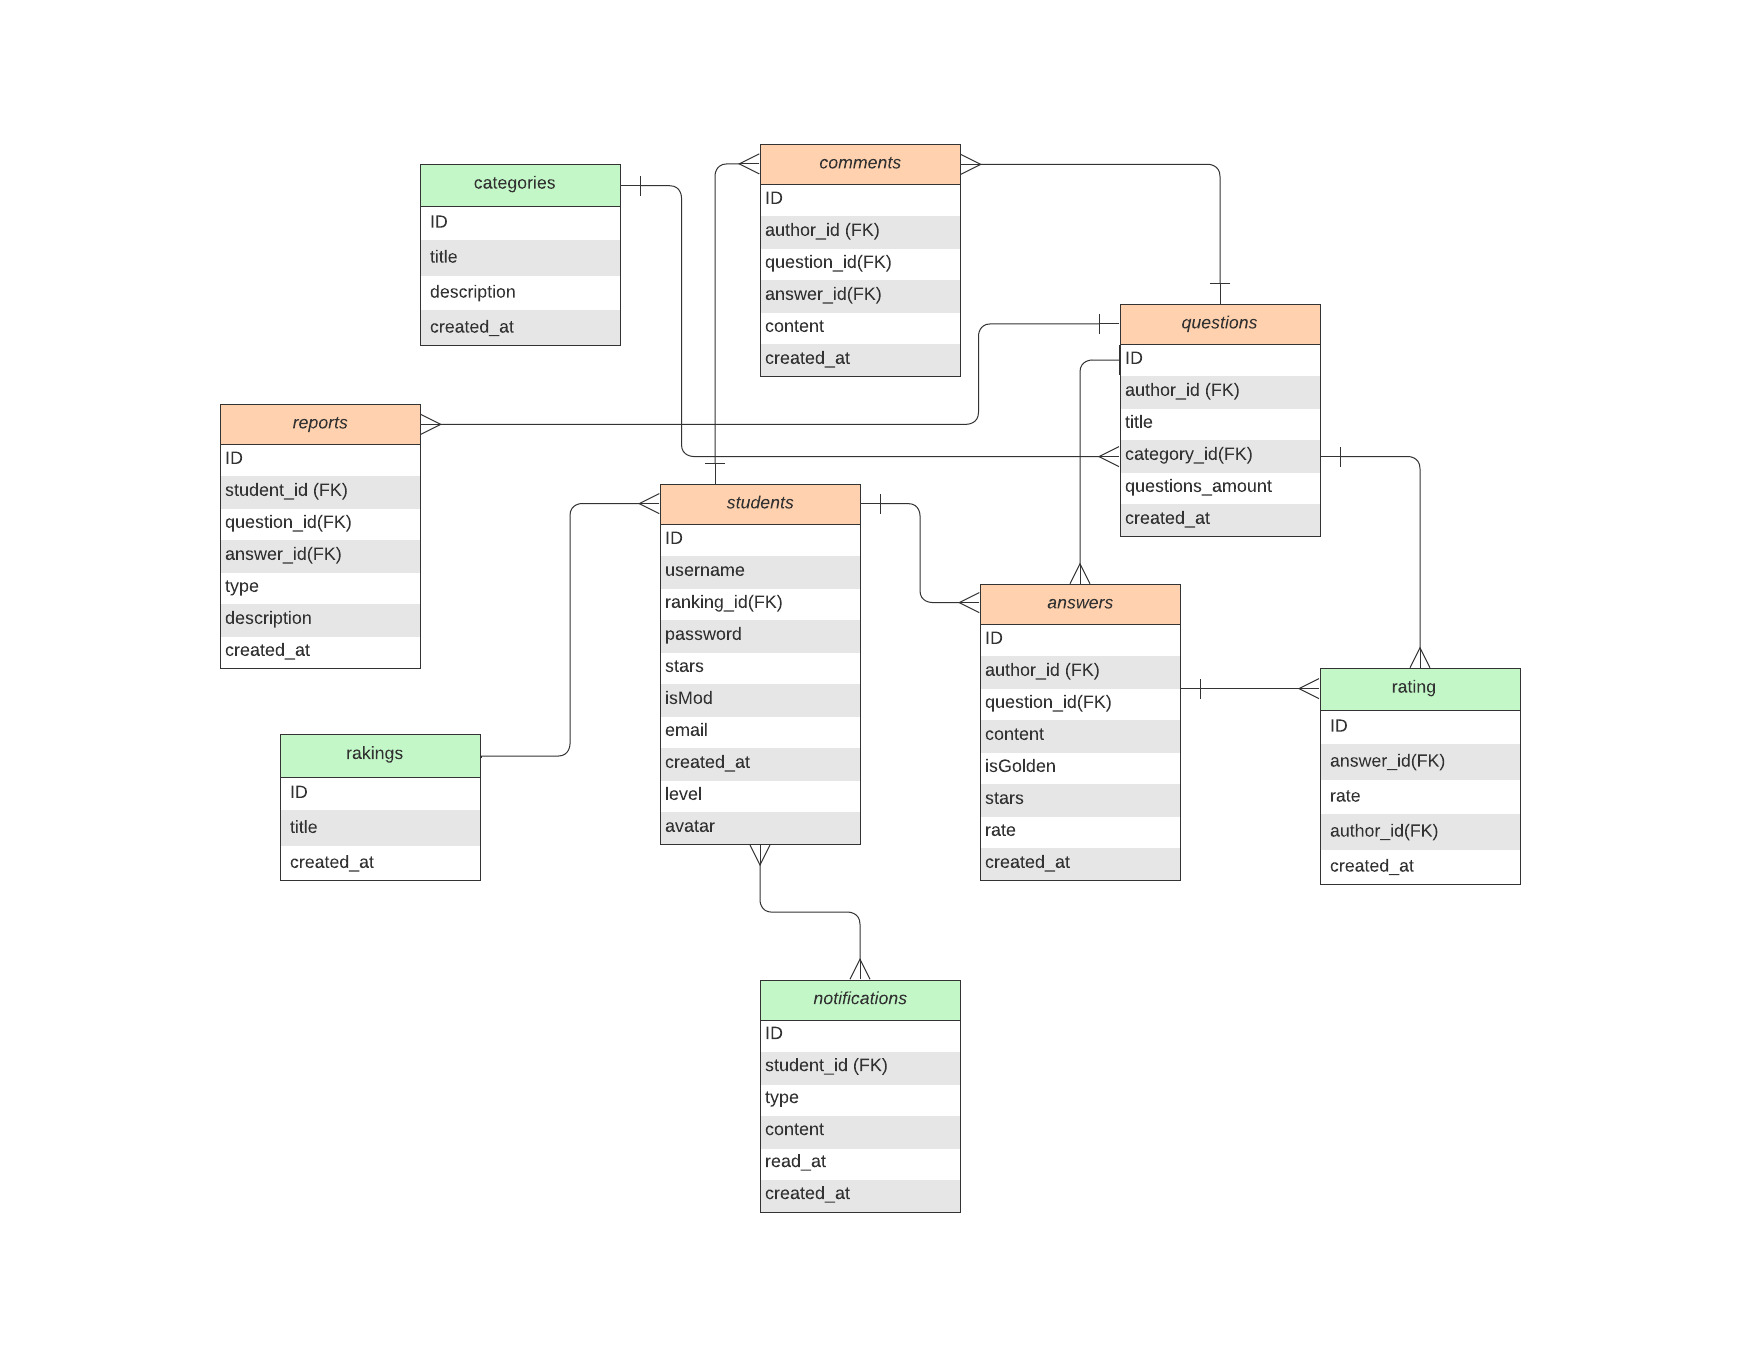 categories
ID
title
description
created_at
comments
ID
author_id (FK)
question_id(FK)
answer_id(FK)
content
created_at
questions
ID
author_id (FK)
title
category_id(FK)
questions_amount
created_at
reports
ID
student_id (FK)
question_id(FK)
answer_id(FK)
type
description
created_at
students
ID
username
ranking_id(FK)
password
stars
isMod
email
created_at
level
avatar
answers
ID
author_id (FK)
question_id(FK)
content
isGolden
stars
rate
created_at
rating
ID
answer_id(FK)
rate
author_id(FK)
created_at
rakings
ID
title
created_at
notifications
ID
student_id (FK)
type
content
read_at
created_at